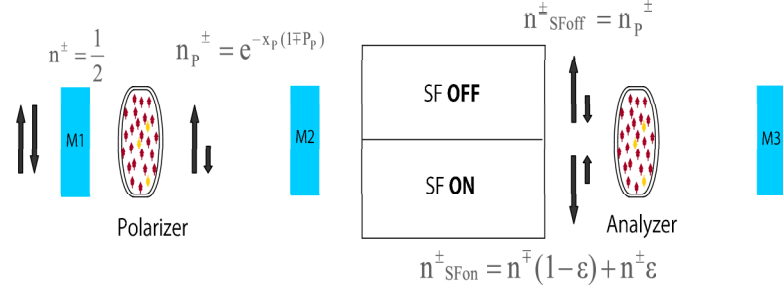 n± = 1/2
n_P± = e^(-x_P(1∓P_P))
n±_SFoff = n_P±
SF OFF
M1
M2
M3
SF ON
Polarizer
Analyzer
n±_SFon = n∓(1−ε)+n±ε